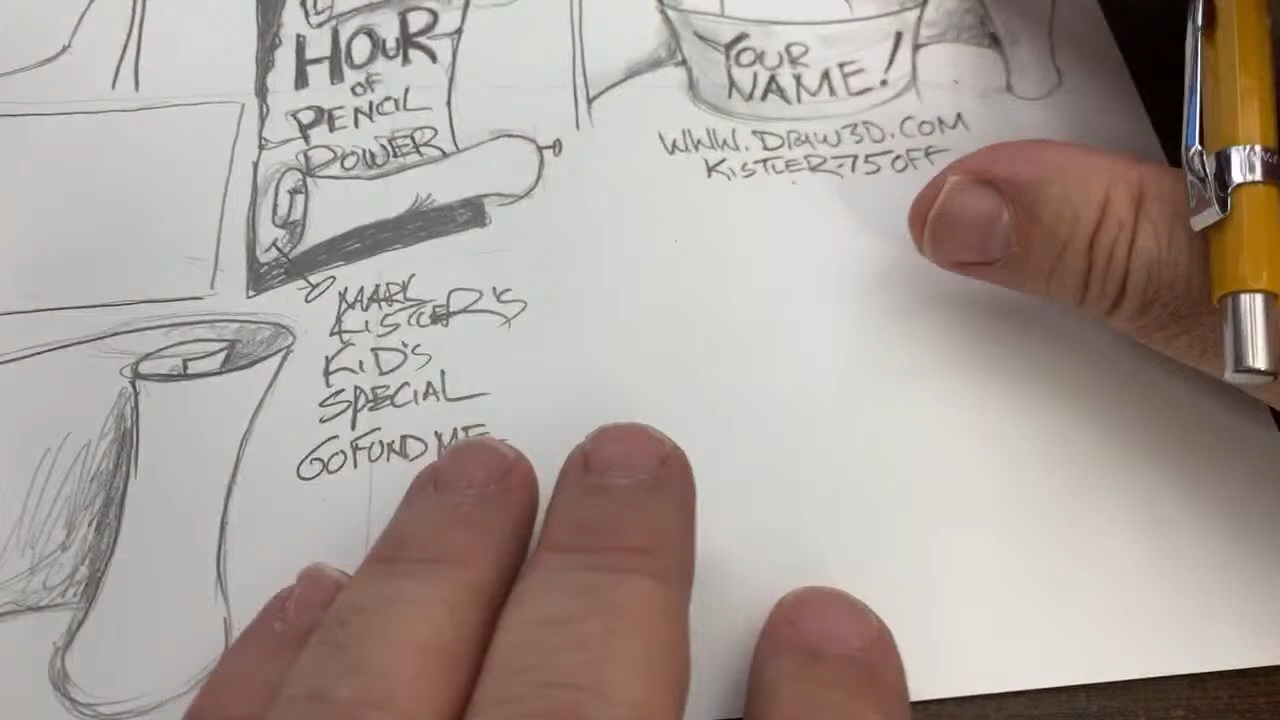 HOUR
OF
PENCIL
POWER
YOUR
NAME!
WWW.DRAW3D.COM
KISTLER75OFF
MARK
KISTLER'S
KID'S
SPECIAL
GOFUNDME